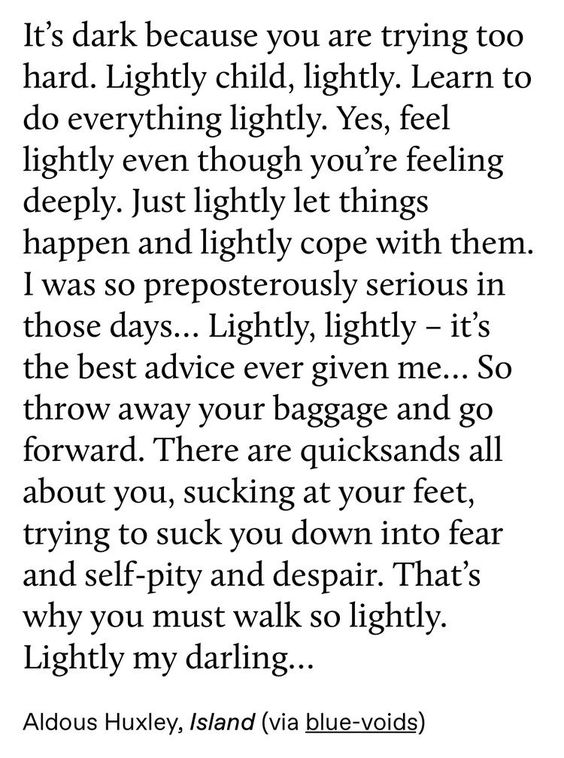 It’s dark because you are trying too
hard. Lightly child, lightly. Learn to
do everything lightly. Yes, feel
lightly even though you’re feeling
deeply. Just lightly let things
happen and lightly cope with them.
I was so preposterously serious in
those days… Lightly, lightly – it’s
the best advice ever given me… So
throw away your baggage and go
forward. There are quicksands all
about you, sucking at your feet,
trying to suck you down into fear
and self-pity and despair. That’s
why you must walk so lightly.
Lightly my darling…
Aldous Huxley, Island (via blue-voids)